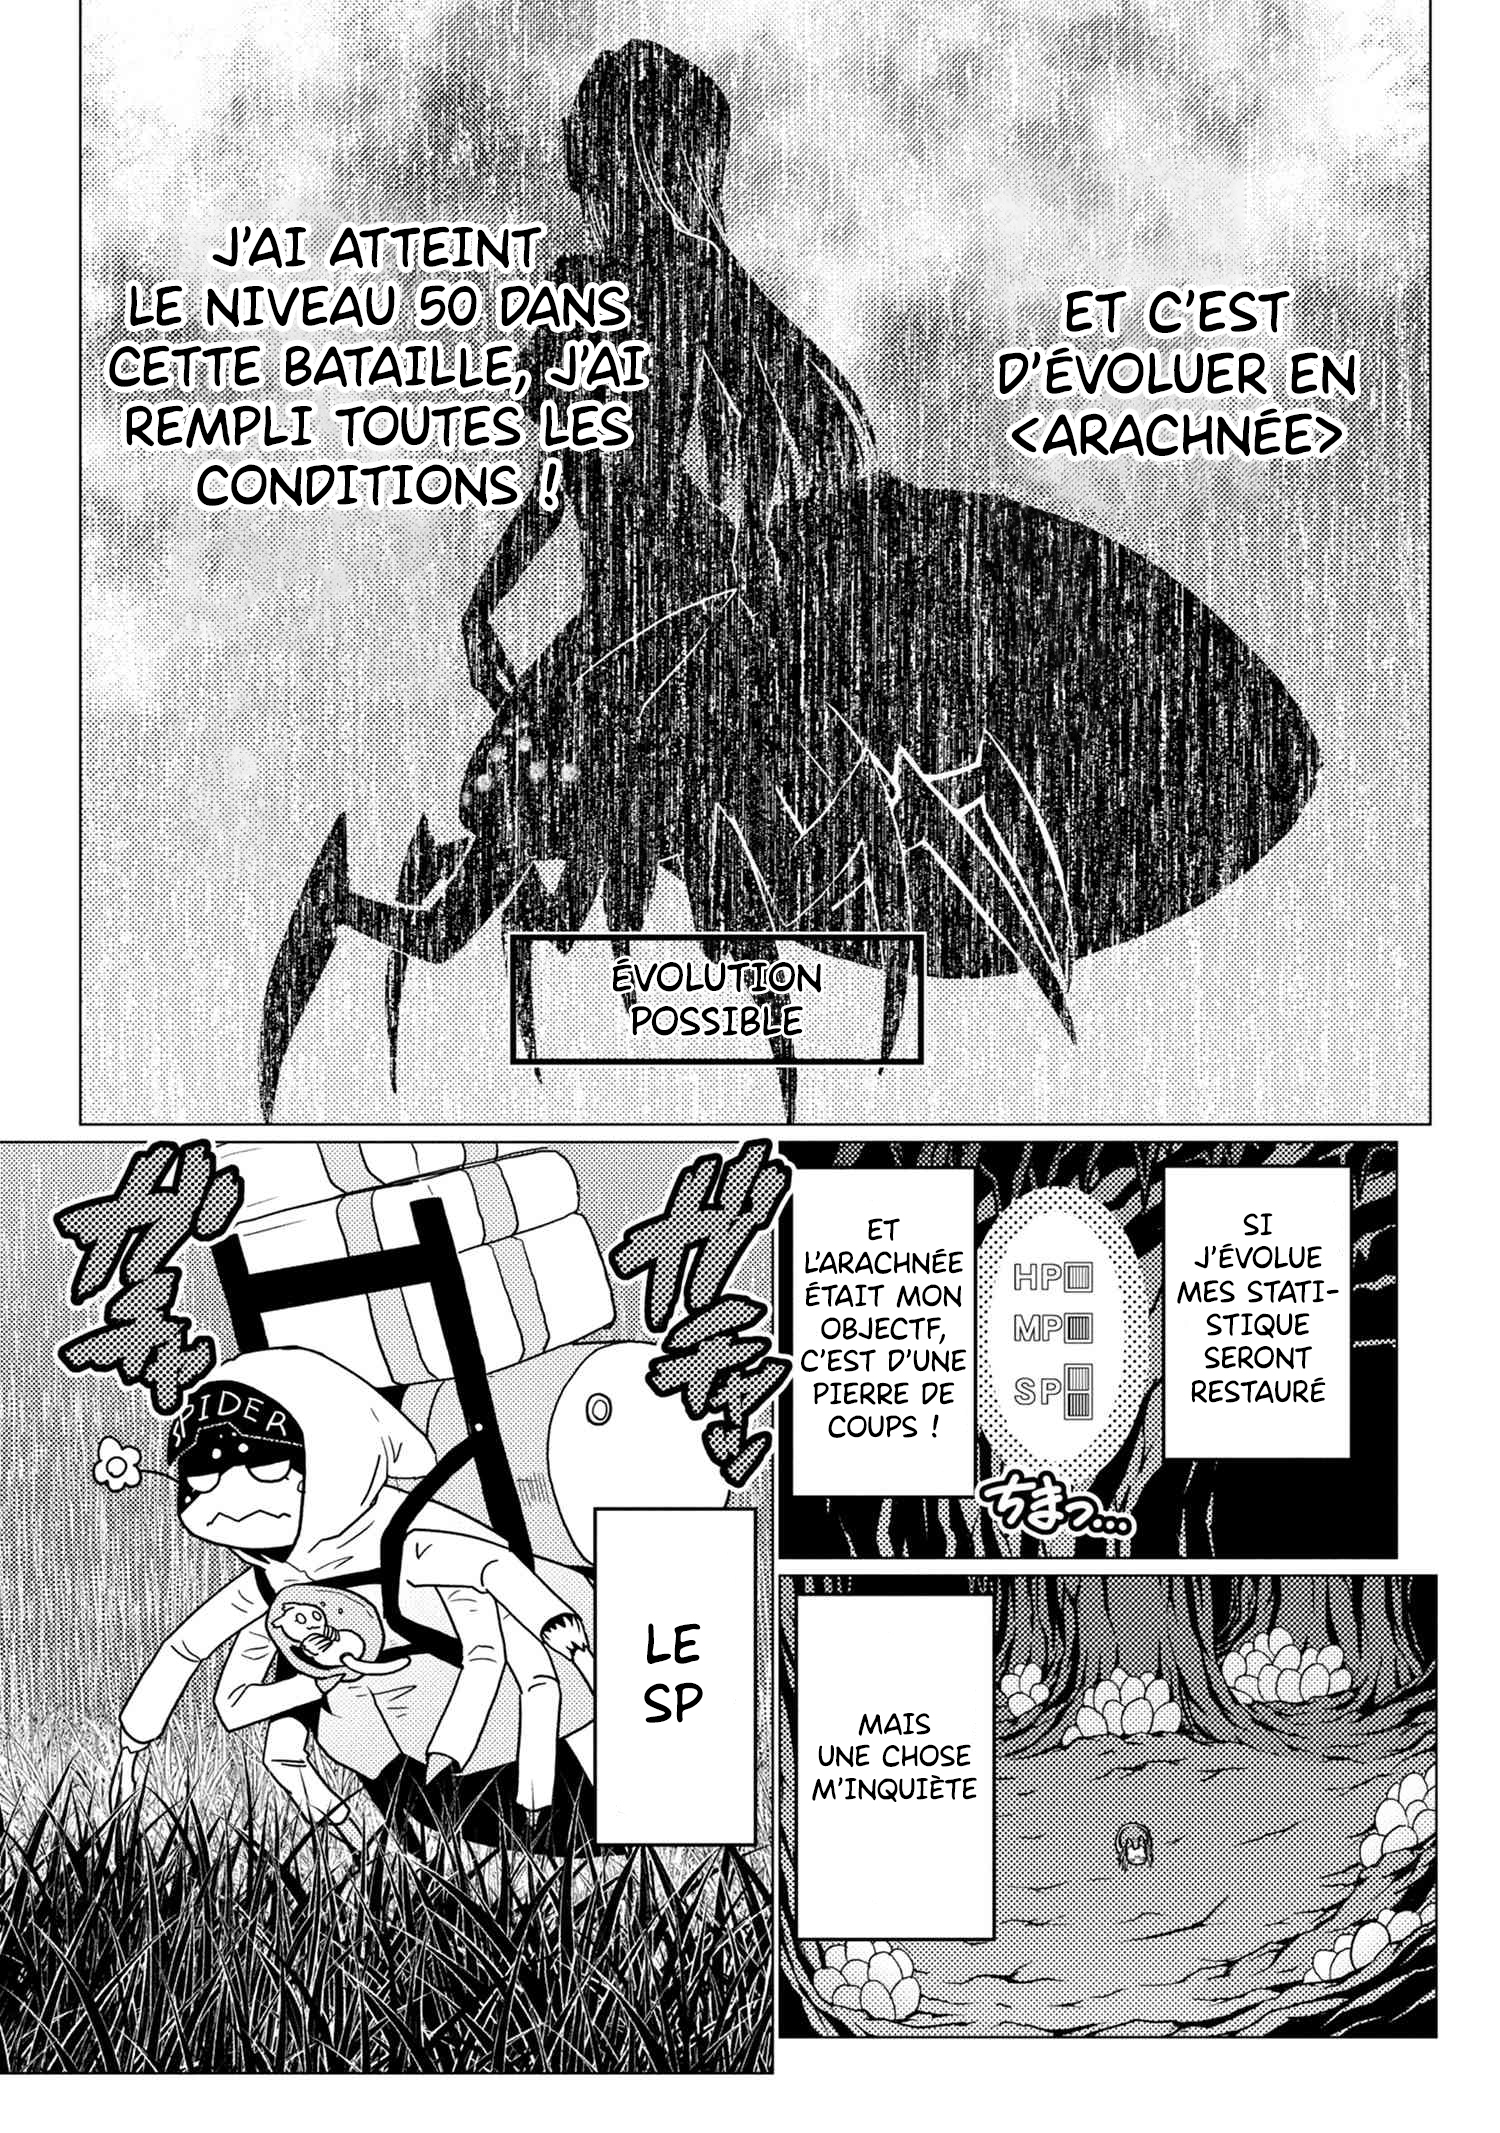 ET C'EST
D'ÉVOLUER EN
<ARACHNÉE>
J'AI ATTEINT
LE NIVEAU 50 DANS
CETTE BATAILLE, J'AI
REMPLI TOUTES LES
CONDITIONS !
ÉVOLUTION
POSSIBLE
SI
J'ÉVOLUE
MES STATI-
STIQUE
SERONT
RESTAURÉ
HP
MP
SP
ちまっ…
ET
L'ARACHNÉE
ÉTAIT MON
OBJECTF,
C'EST D'UNE
PIERRE DE
COUPS !
MAIS
UNE CHOSE
M'INQUIÈTE
LE
SP
SPIDER